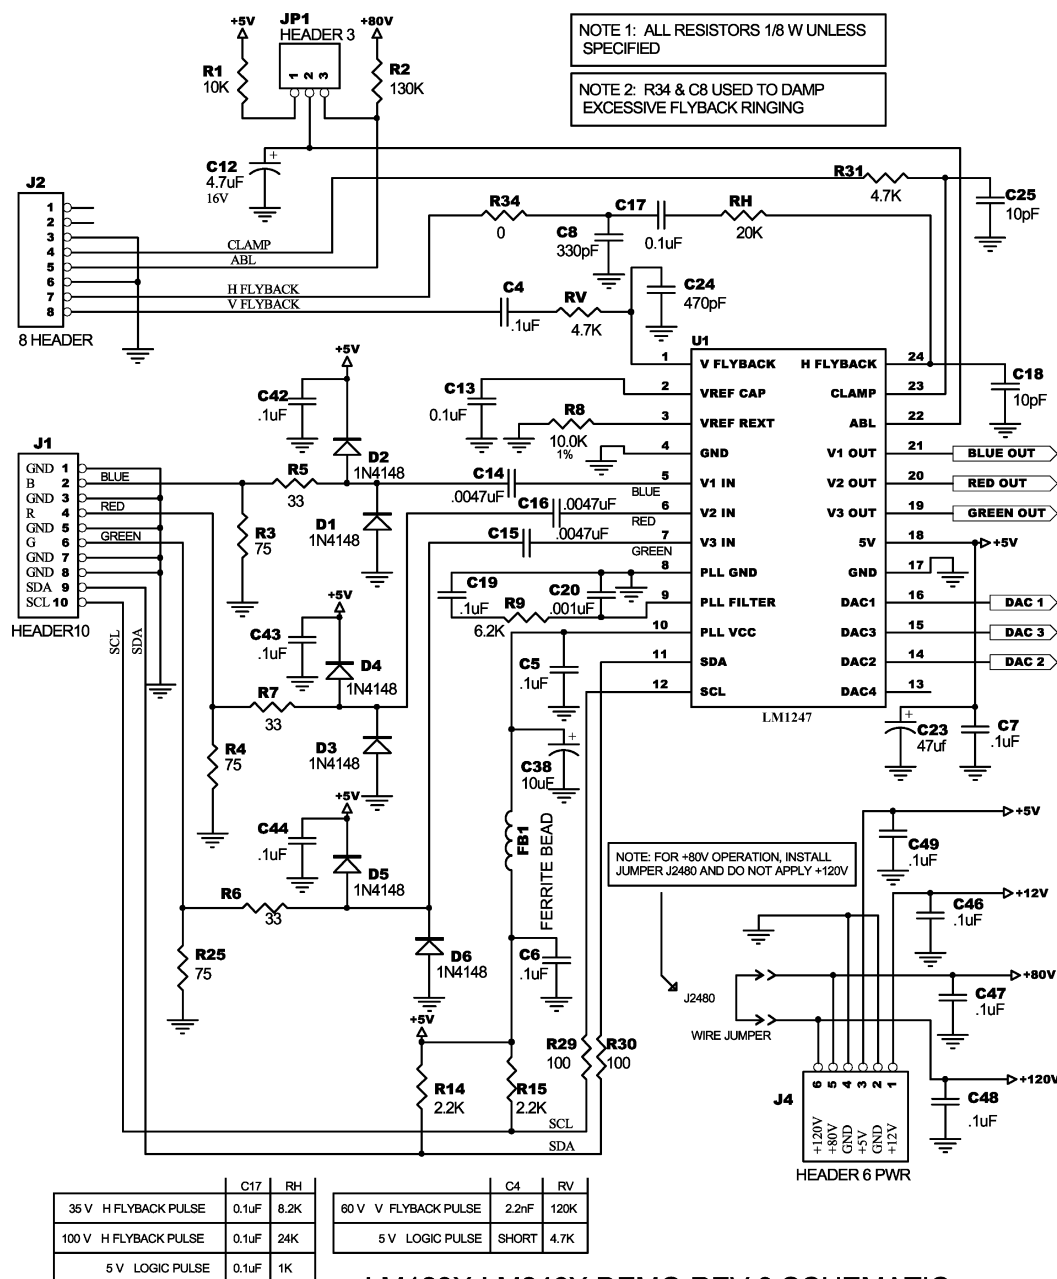 +5V
JP1
HEADER 3
+80V
R1
10K
1 2 3
R2
130K
NOTE 1: ALL RESISTORS 1/8 W UNLESS
SPECIFIED
NOTE 2: R34 & C8 USED TO DAMP
EXCESSIVE FLYBACK RINGING
C12
4.7uF
16V
+
R31
4.7K
C25
10pF
J2
1
2
3
4
5
6
7
8
8 HEADER
CLAMP
ABL
H FLYBACK
V FLYBACK
R34
0
C17
0.1uF
RH
20K
C8
330pF
C4
.1uF
RV
4.7K
C24
470pF
U1
1 V FLYBACK H FLYBACK 24
2 VREF CAP CLAMP 23
3 VREF REXT ABL 22
4 GND V1 OUT 21
5 V1 IN V2 OUT 20
6 V2 IN V3 OUT 19
7 V3 IN 5V 18
8 PLL GND GND 17
9 PLL FILTER DAC1 16
10 PLL VCC DAC3 15
11 SDA DAC2 14
12 SCL DAC4 13
LM1247
C18
10pF
BLUE OUT
RED OUT
GREEN OUT
+5V
DAC 1
DAC 3
DAC 2
C23
47uf
+
C7
.1uF
C13
0.1uF
R8
10.0K
1%
+5V
C42
.1uF
D2
1N4148
J1
GND 1
B 2
GND 3
R 4
GND 5
G 6
GND 7
GND 8
SDA 9
SCL 10
HEADER10
BLUE
RED
GREEN
SCL
SDA
R5
33
R3
75
D1
1N4148
C14
.0047uF
BLUE
C16
.0047uF
RED
C15
.0047uF
GREEN
C19
.1uF
R9
6.2K
C20
.001uF
+5V
C43
.1uF
D4
1N4148
R7
33
R4
75
D3
1N4148
C5
.1uF
C38
10uF
+
+5V
C44
.1uF
D5
1N4148
R6
33
R25
75
D6
1N4148
FB1
FERRITE BEAD
C6
.1uF
+5V
R14
2.2K
R15
2.2K
R29
100
R30
100
SCL
SDA
NOTE: FOR +80V OPERATION, INSTALL
JUMPER J2480 AND DO NOT APPLY +120V
J2480
WIRE JUMPER
+5V
C49
.1uF
+12V
C46
.1uF
+80V
C47
.1uF
+120V
C48
.1uF
J4
6 5 4 3 2 1
+120V
+80V
GND
+5V
GND
+12V
HEADER 6 PWR
C17 RH
35 V H FLYBACK PULSE 0.1uF 8.2K
100 V H FLYBACK PULSE 0.1uF 24K
5 V LOGIC PULSE 0.1uF 1K
C4 RV
60 V V FLYBACK PULSE 2.2nF 120K
5 V LOGIC PULSE SHORT 4.7K